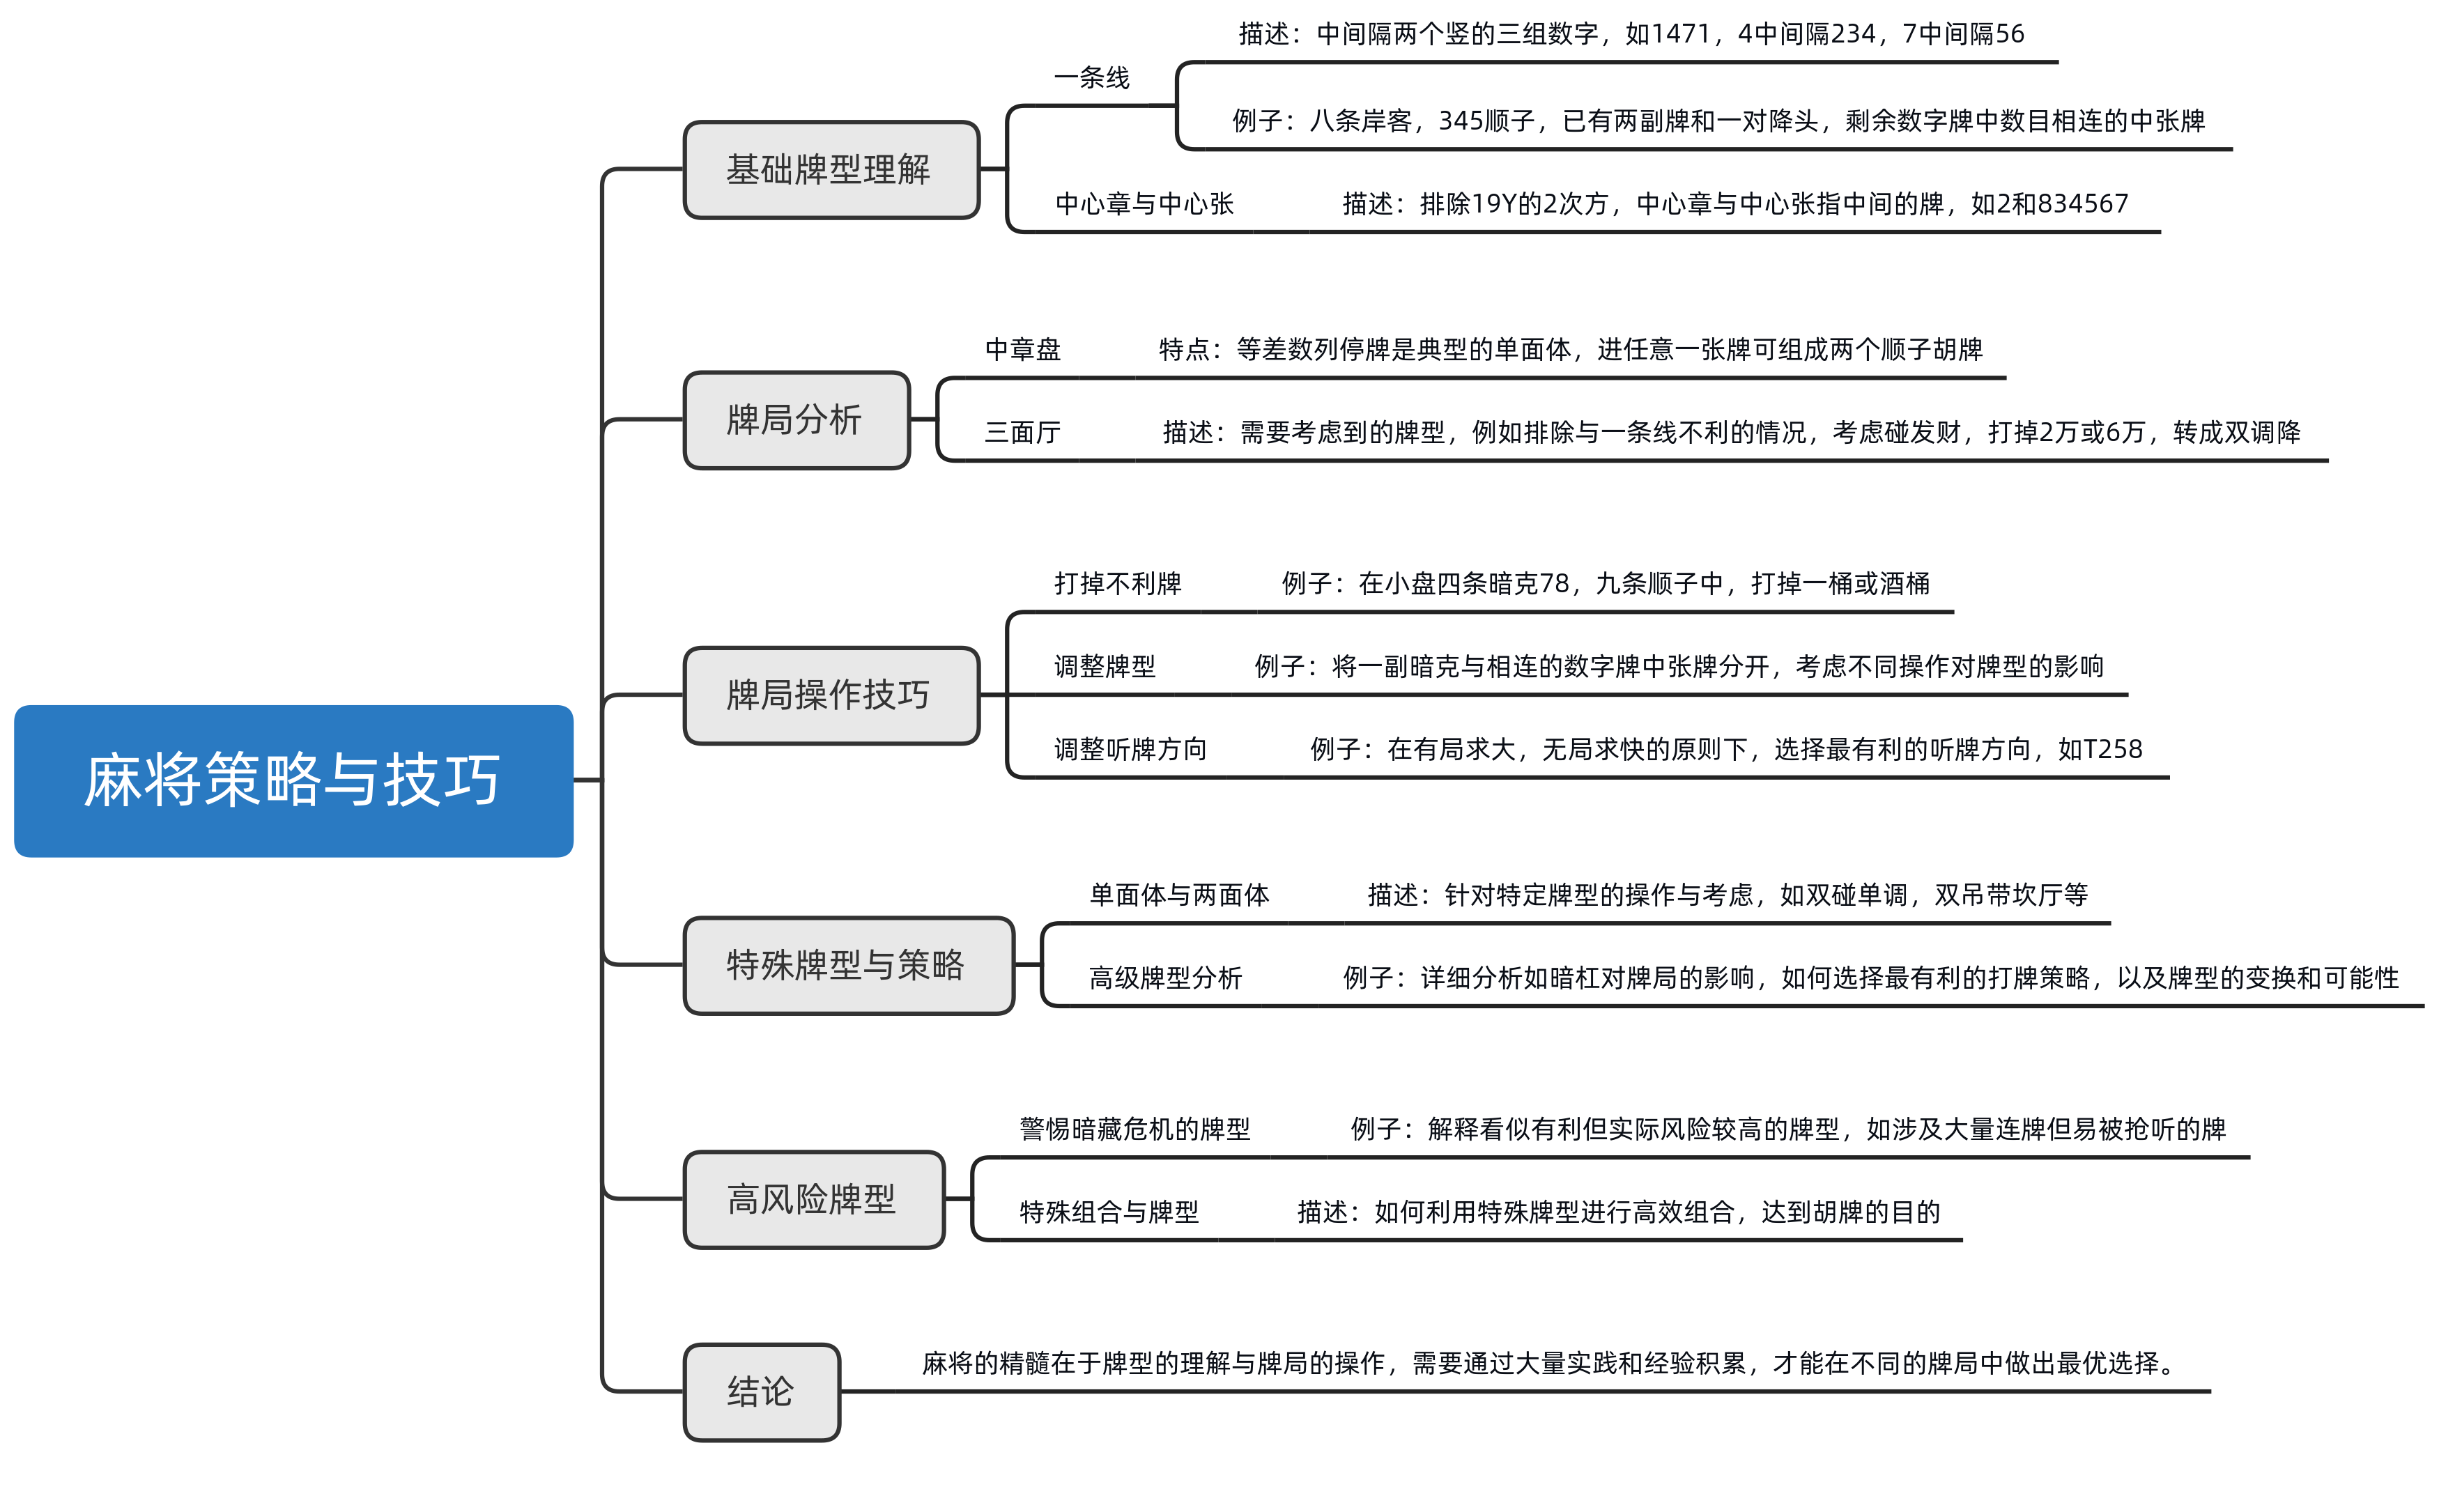 麻将策略与技巧
基础牌型理解
一条线
描述：中间隔两个竖的三组数字，如1471，4中间隔234，7中间隔56
例子：八条岸客，345顺子，已有两副牌和一对降头，剩余数字牌中数目相连的中张牌
中心章与中心张
描述：排除19Y的2次方，中心章与中心张指中间的牌，如2和834567
牌局分析
中章盘
特点：等差数列停牌是典型的单面体，进任意一张牌可组成两个顺子胡牌
三面厅
描述：需要考虑到的牌型，例如排除与一条线不利的情况，考虑碰发财，打掉2万或6万，转成双调降
牌局操作技巧
打掉不利牌
例子：在小盘四条暗克78，九条顺子中，打掉一桶或酒桶
调整牌型
例子：将一副暗克与相连的数字牌中张牌分开，考虑不同操作对牌型的影响
调整听牌方向
例子：在有局求大，无局求快的原则下，选择最有利的听牌方向，如T258
特殊牌型与策略
单面体与两面体
描述：针对特定牌型的操作与考虑，如双碰单调，双吊带坎厅等
高级牌型分析
例子：详细分析如暗杠对牌局的影响，如何选择最有利的打牌策略，以及牌型的变换和可能性
高风险牌型
警惕暗藏危机的牌型
例子：解释看似有利但实际风险较高的牌型，如涉及大量连牌但易被抢听的牌
特殊组合与牌型
描述：如何利用特殊牌型进行高效组合，达到胡牌的目的
结论
麻将的精髓在于牌型的理解与牌局的操作，需要通过大量实践和经验积累，才能在不同的牌局中做出最优选择。